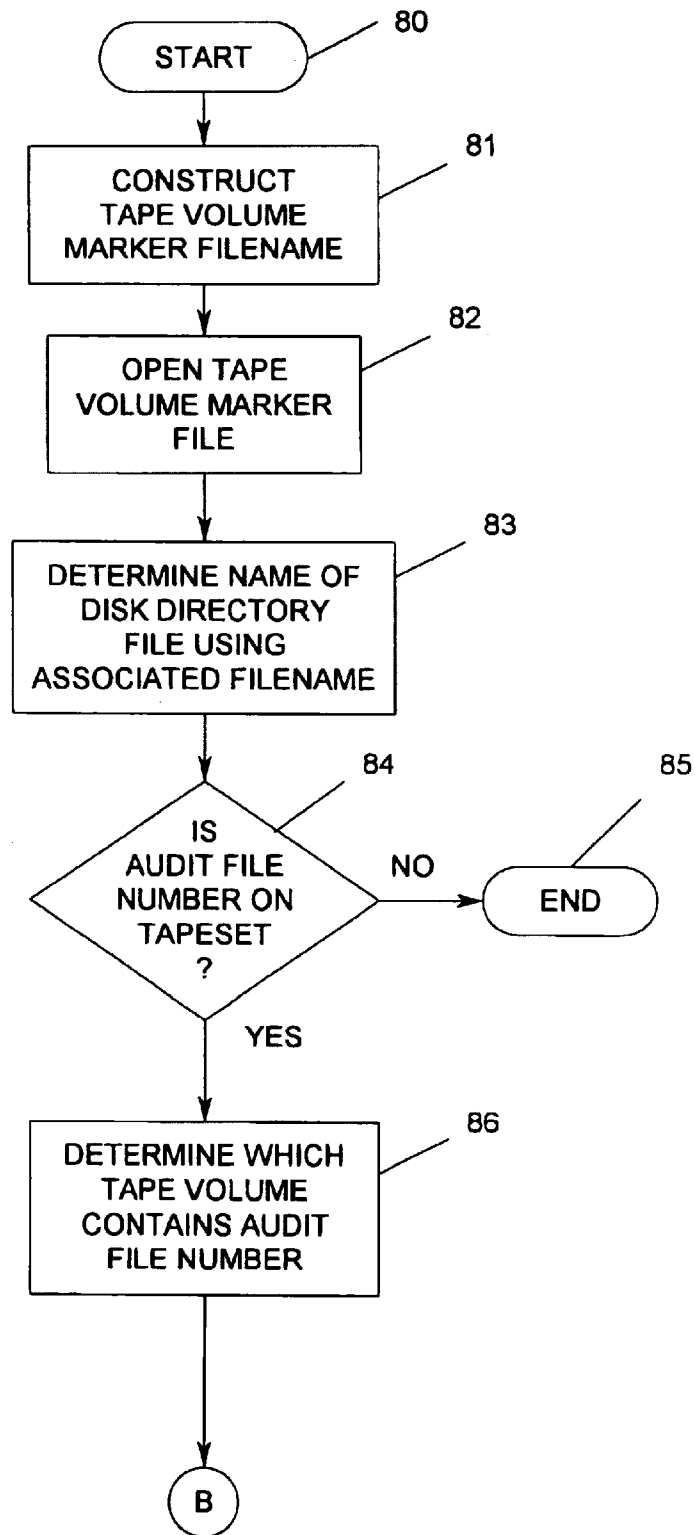 80
START
81
CONSTRUCT
TAPE VOLUME
MARKER FILENAME
82
OPEN TAPE
VOLUME MARKER
FILE
83
DETERMINE NAME OF
DISK DIRECTORY
FILE USING
ASSOCIATED FILENAME
84
85
IS
AUDIT FILE
NUMBER ON
TAPESET
?
NO
END
YES
86
DETERMINE WHICH
TAPE VOLUME
CONTAINS AUDIT
FILE NUMBER
B